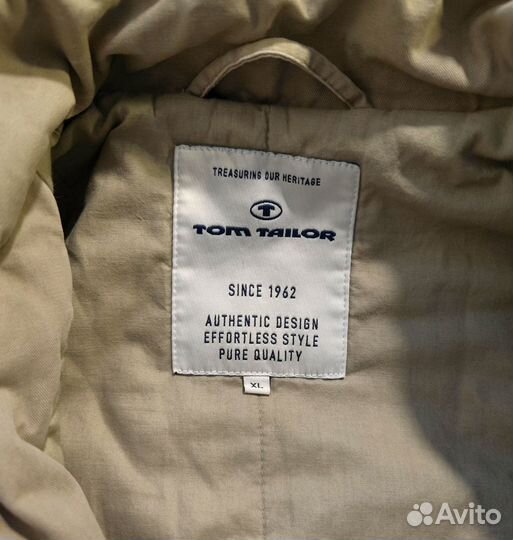 TREASURING OUR HERITAGE
T
TOM TAILOR
SINCE 1962
AUTHENTIC DESIGN
EFFORTLESS STYLE
PURE QUALITY
XL
Avito